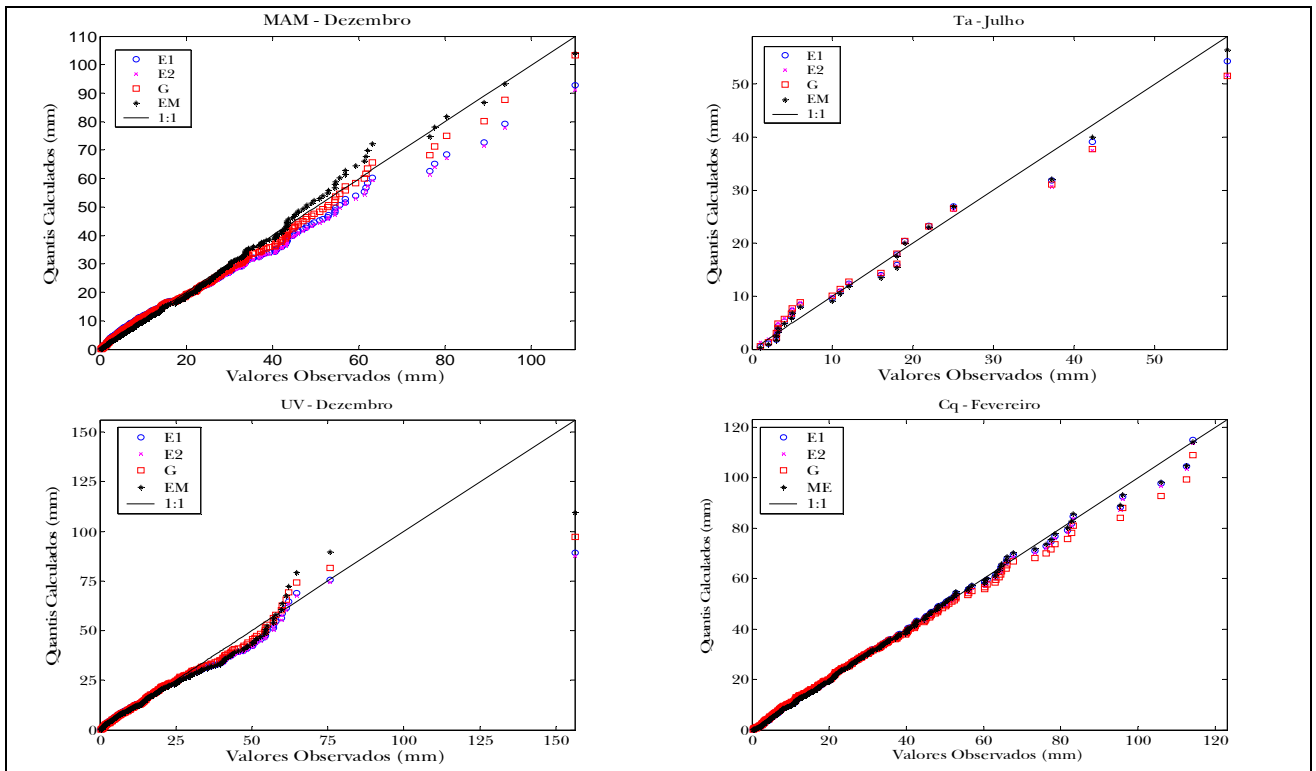 MAM - Dezembro
110
100
90
80
70
60
50
40
30
20
10
0
E1
E2
G
EM
1:1
Quantis Calculados (mm)
0
20
40
60
80
100
Valores Observados (mm)
Ta - Julho
50
40
30
20
10
0
E1
E2
G
EM
1:1
Quantis Calculados (mm)
0
10
20
30
40
50
Valores Observados (mm)
UV - Dezembro
150
125
100
75
50
25
0
E1
E2
G
EM
1:1
Quantis Calculados (mm)
0
25
50
75
100
125
150
Valores Observados (mm)
Cq - Fevereiro
120
100
80
60
40
20
0
E1
E2
G
ME
1:1
Quantis Calculados (mm)
0
20
40
60
80
100
120
Valores Observados (mm)